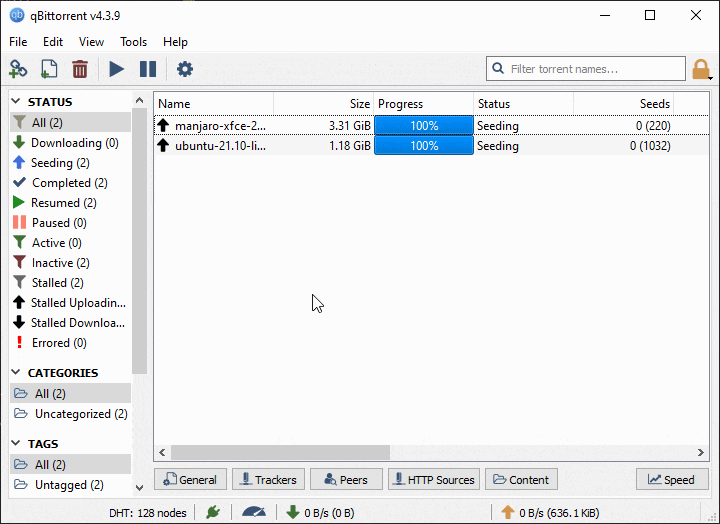 qBittorrent v4.3.9
File Edit View Tools Help
Filter torrent names...
STATUS
All (2)
Downloading (0)
Seeding (2)
Completed (2)
Resumed (2)
Paused (0)
Active (0)
Inactive (2)
Stalled (2)
Stalled Uploadin...
Stalled Downloa...
Errored (0)
CATEGORIES
All (2)
Uncategorized (2)
TAGS
All (2)
Untagged (2)
Name Size Progress Status Seeds
manjaro-xfce-2... 3.31 GiB 100% Seeding 0 (220)
ubuntu-21.10-li... 1.18 GiB 100% Seeding 0 (1032)
General Trackers Peers HTTP Sources Content Speed
DHT: 128 nodes 0 B/s (0 B) 0 B/s (636.1 KiB)